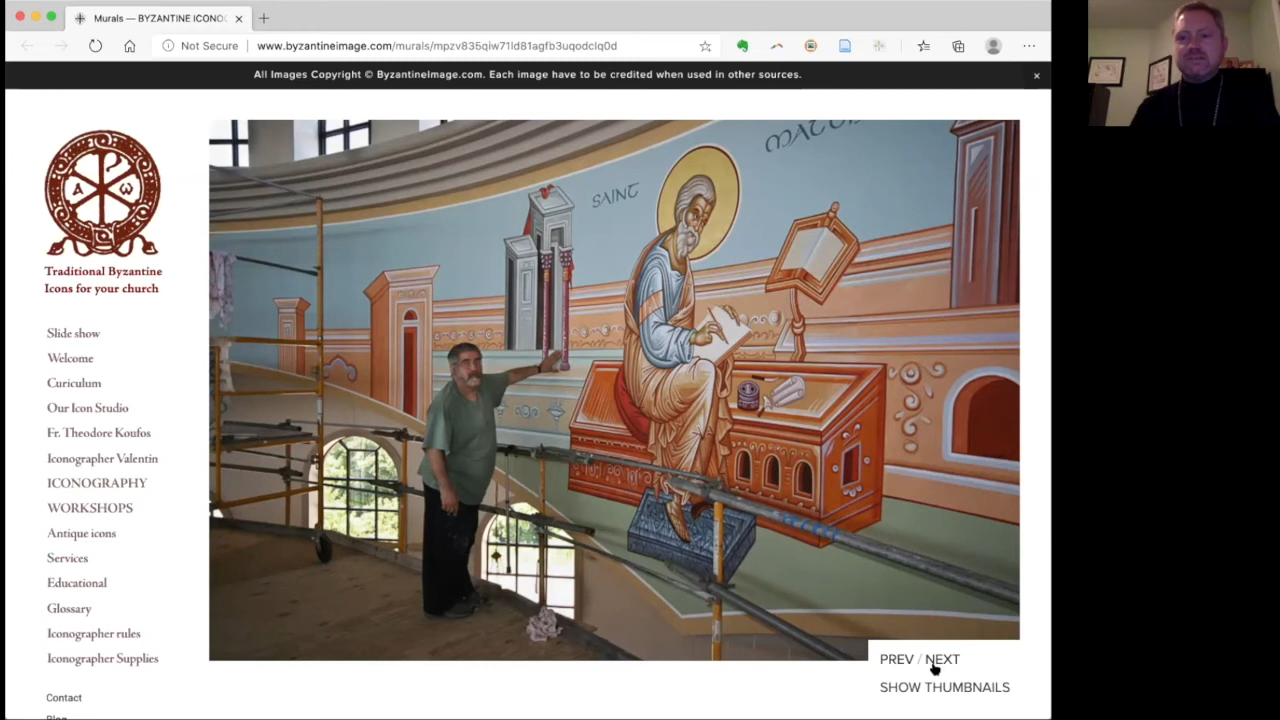 Murals — BYZANTINE ICONO
Not Secure
www.byzantineimage.com/murals/mpzv835qiw71ld81agfb3uqodclq0d
All Images Copyright © ByzantineImage.com. Each image have to be credited when used in other sources.
Α Ρ ω
Traditional Byzantine
Icons for your church
Slide show
Welcome
Curiculum
Our Icon Studio
Fr. Theodore Koufos
Iconographer Valentin
ICONOGRAPHY
WORKSHOPS
Antique icons
Services
Educational
Glossary
Iconographer rules
Iconographer Supplies
Contact
Blog
SAINT
PREV / NEXT
SHOW THUMBNAILS